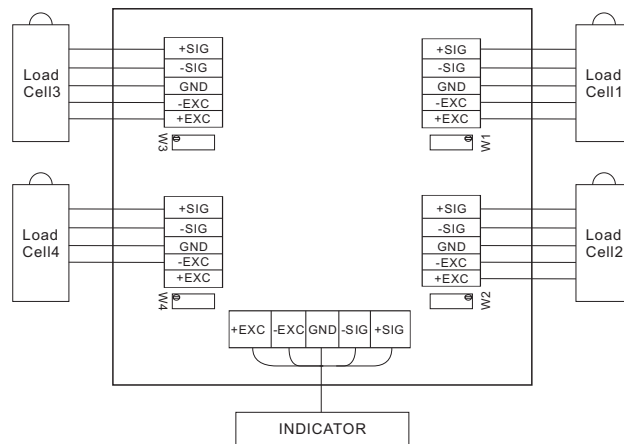 Load
Cell3
+SIG
-SIG
GND
-EXC
+EXC
W3
+SIG
-SIG
GND
-EXC
+EXC
W1
Load
Cell1
Load
Cell4
+SIG
-SIG
GND
-EXC
+EXC
W4
+SIG
-SIG
GND
-EXC
+EXC
W2
Load
Cell2
+EXC -EXC GND -SIG +SIG
INDICATOR